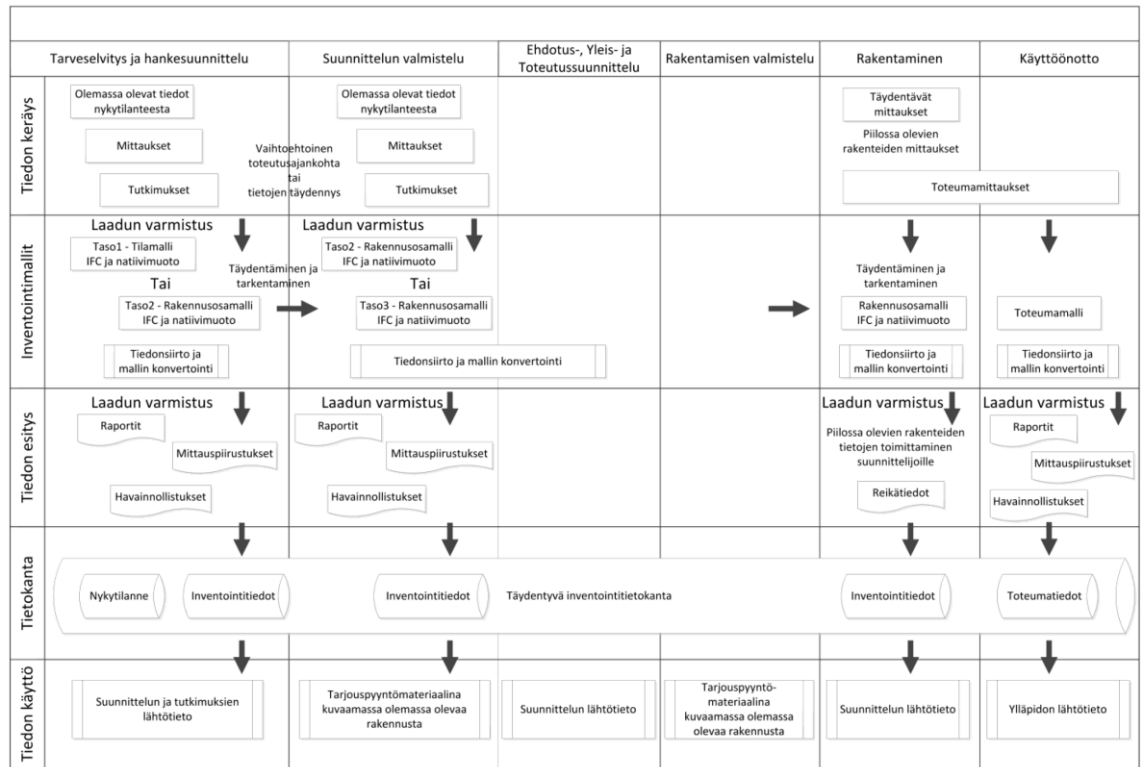 Tarveselvitys ja hankesuunnittelu
Suunnittelun valmistelu
Ehdotus-, Yleis- ja
Toteutussuunnittelu
Rakentamisen valmistelu
Rakentaminen
Käyttöönotto
Tiedon keräys
Olemassa olevat tiedot
nykytilanteesta
Mittaukset
Tutkimukset
Vaihtoehtoinen
toteutusajankohta
tai
tietojen täydennys
Olemassa olevat tiedot
nykytilanteesta
Mittaukset
Tutkimukset
Täydentävät
mittaukset
Piilossa olevien
rakenteiden mittaukset
Toteumamittaukset
Inventointimallit
Laadun varmistus
Taso1 - Tilamalli
IFC ja natiivimuoto
Tai
Taso2 - Rakennusosamalli
IFC ja natiivimuoto
Tiedonsiirto ja
mallin konvertointi
Täydentäminen ja
tarkentaminen
Laadun varmistus
Taso2 - Rakennusosamalli
IFC ja natiivimuoto
Tai
Taso3 - Rakennusosamalli
IFC ja natiivimuoto
Tiedonsiirto ja mallin konvertointi
Täydentäminen ja
tarkentaminen
Rakennusosamalli
IFC ja natiivimuoto
Tiedonsiirto ja
mallin konvertointi
Toteumamalli
Tiedonsiirto ja
mallin konvertointi
Tiedon esitys
Laadun varmistus
Raportit
Mittauspiirustukset
Havainnollistukset
Laadun varmistus
Raportit
Mittauspiirustukset
Havainnollistukset
Laadun varmistus
Piilossa olevien rakenteiden
tietojen toimittaminen
suunnittelijoille
Reikätiedot
Laadun varmistus
Raportit
Mittauspiirustukset
Havainnollistukset
Tietokanta
Nykytilanne
Inventointitiedot
Inventointitiedot
Täydentyvä inventointitietokanta
Inventointitiedot
Toteumatiedot
Tiedon käyttö
Suunnittelun ja tutkimuksien
lähtötieto
Tarjouspyyntömateriaalina
kuvaamassa olemassa olevaa
rakennusta
Suunnittelun lähtötieto
Tarjouspyyntö-
materiaalina
kuvaamassa olemassa
olevaa rakennusta
Suunnittelun lähtötieto
Ylläpidon lähtötieto